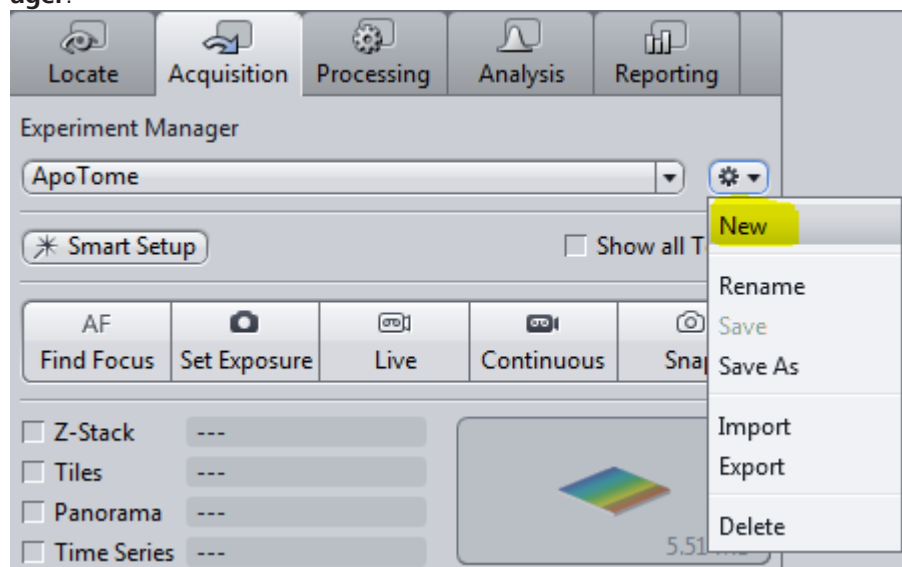 ager.
Locate Acquisition Processing Analysis Reporting
Experiment Manager
ApoTome
New
Smart Setup Show all T
Rename
AF
Save
Find Focus Set Exposure Live Continuous Snap
Save As
Z-Stack ---
Import
Tiles ---
Export
Panorama ---
Delete
Time Series --- 5.51